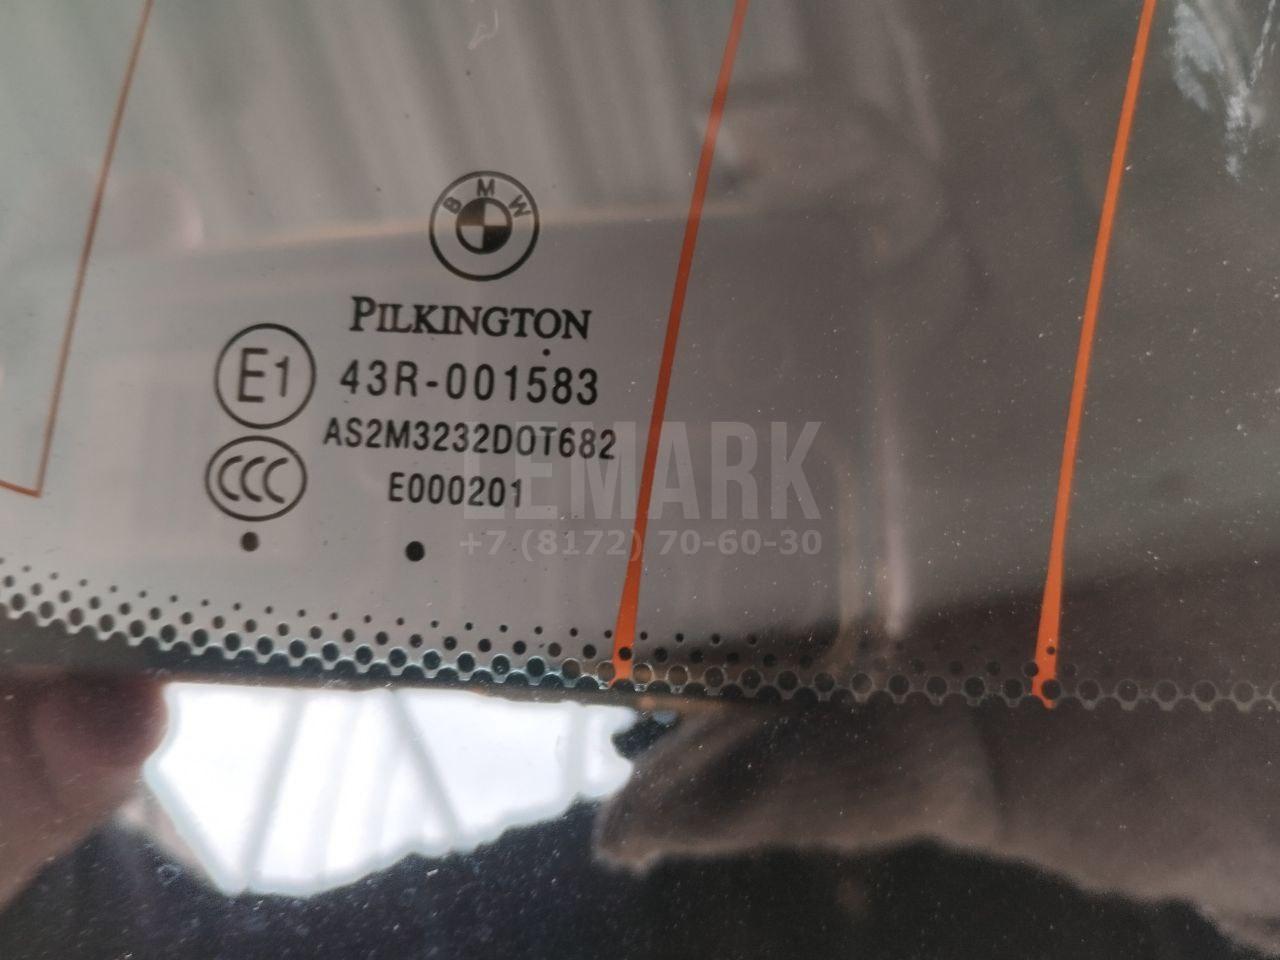 BMW
PILKINGTON
E1
43R-001583
AS2M3232DOT682
CCC
E000201
LEMARK
+7 (8172) 70-60-30